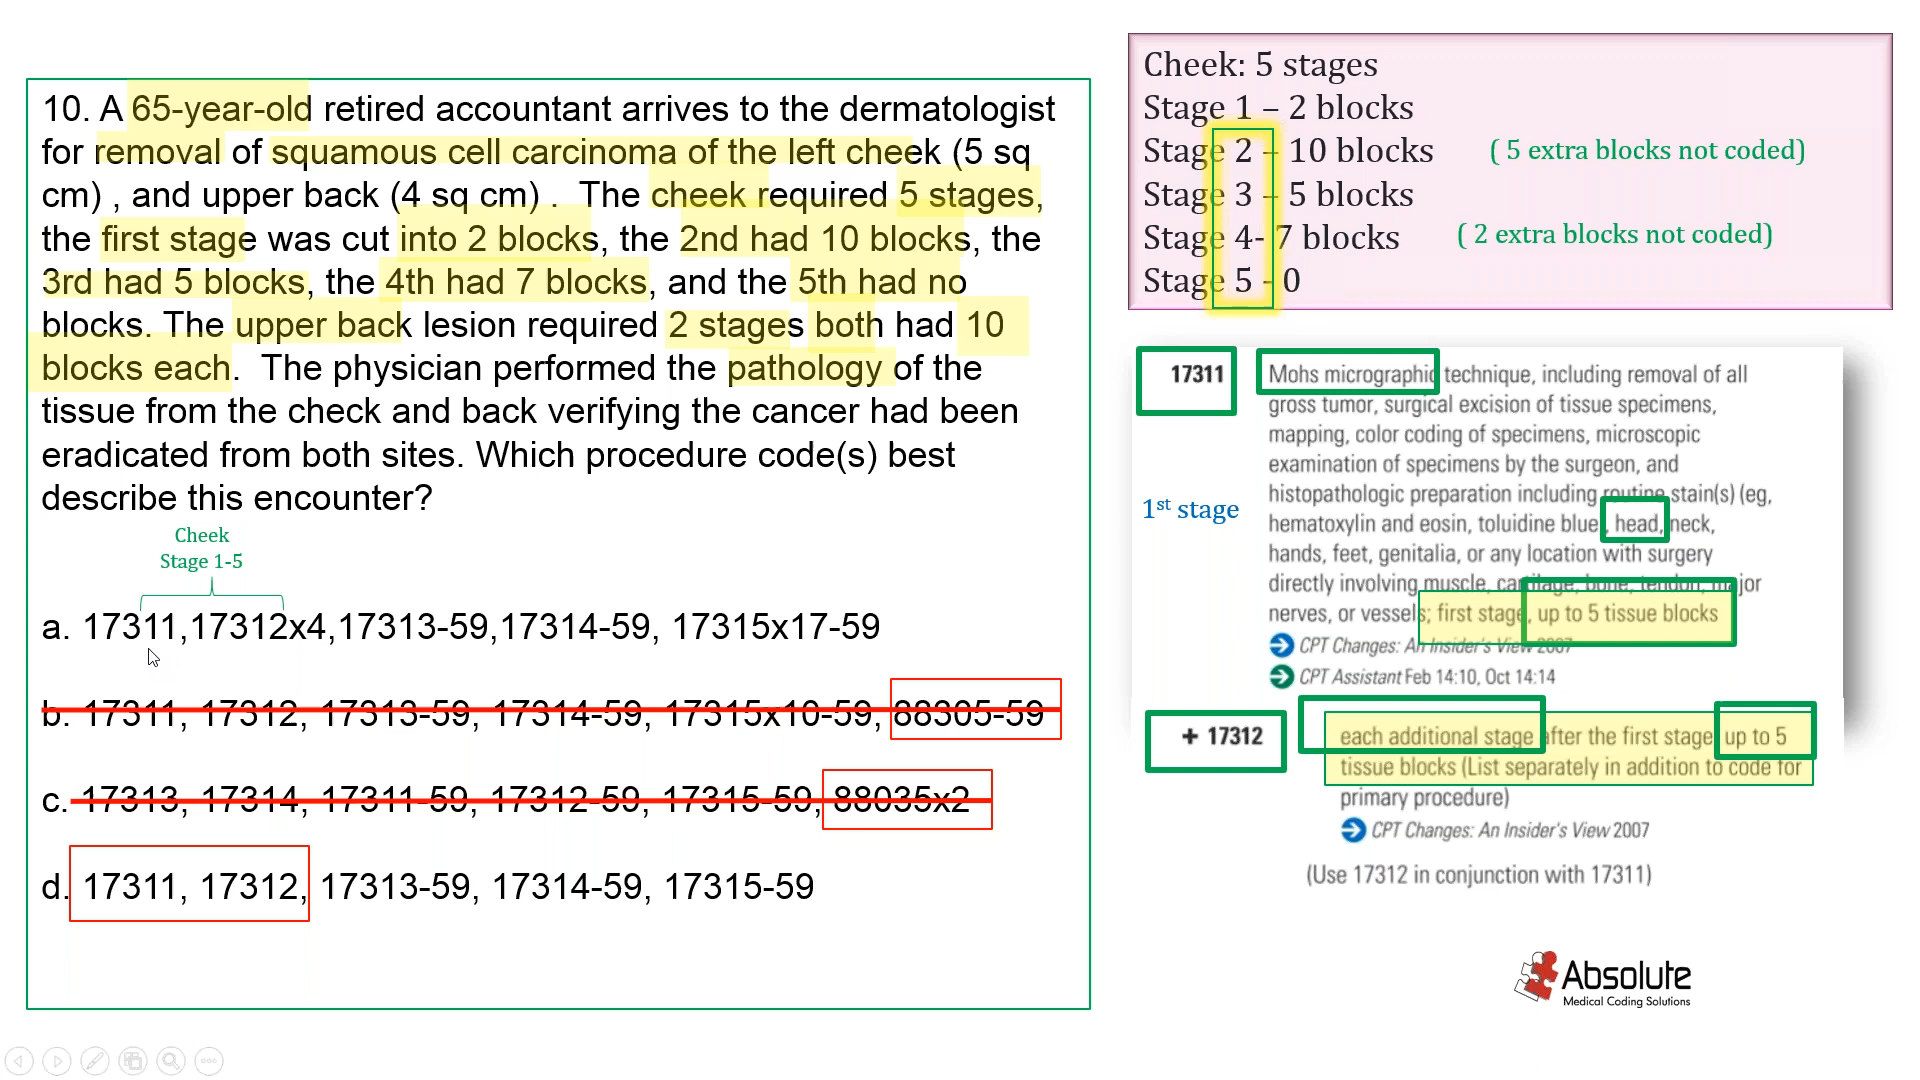 10. A 65-year-old retired accountant arrives to the dermatologist
for removal of squamous cell carcinoma of the left cheek (5 sq
cm) , and upper back (4 sq cm) .  The cheek required 5 stages,
the first stage was cut into 2 blocks, the 2nd had 10 blocks, the
3rd had 5 blocks, the 4th had 7 blocks, and the 5th had no
blocks. The upper back lesion required 2 stages both had 10
blocks each.  The physician performed the pathology of the
tissue from the check and back verifying the cancer had been
eradicated from both sites. Which procedure code(s) best
describe this encounter?
Cheek
Stage 1-5
a. 17311,17312x4,17313-59,17314-59, 17315x17-59
b. 17311, 17312, 17313-59, 17314-59, 17315x10-59, 88305-59
c. 17313, 17314, 17311-59, 17312-59, 17315-59, 88035x2
d. 17311, 17312, 17313-59, 17314-59, 17315-59
Cheek: 5 stages
Stage 1 – 2 blocks
Stage 2 – 10 blocks ( 5 extra blocks not coded)
Stage 3 – 5 blocks
Stage 4- 7 blocks ( 2 extra blocks not coded)
Stage 5 - 0
17311 Mohs micrographic technique, including removal of all
gross tumor, surgical excision of tissue specimens,
mapping, color coding of specimens, microscopic
examination of specimens by the surgeon, and
histopathologic preparation including routine stain(s) (eg,
1st stage
hematoxylin and eosin, toluidine blue), head, neck,
hands, feet, genitalia, or any location with surgery
directly involving muscle, cartilage, bone, tendon, major
nerves, or vessels; first stage, up to 5 tissue blocks
CPT Changes: An Insider's View 2007
CPT Assistant Feb 14:10, Oct 14:14
+ 17312 each additional stage after the first stage, up to 5
tissue blocks (List separately in addition to code for
primary procedure)
CPT Changes: An Insider's View 2007
(Use 17312 in conjunction with 17311)
Absolute
Medical Coding Solutions